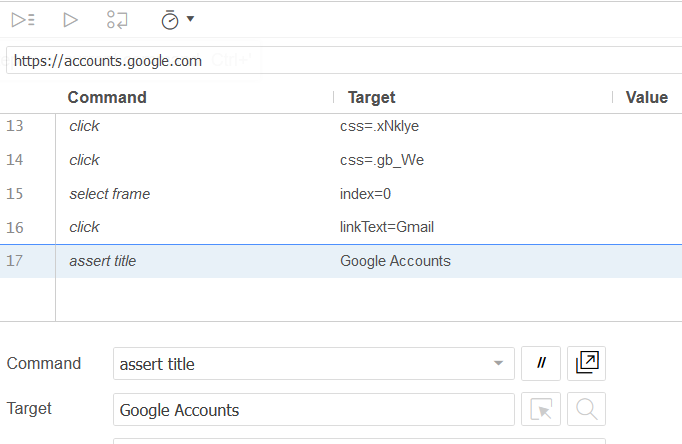 https://accounts.google.com
Command Target Value
13 click css=.xNklye
14 click css=.gb_We
15 select frame index=0
16 click linkText=Gmail
17 assert title Google Accounts
Command assert title //
Target Google Accounts